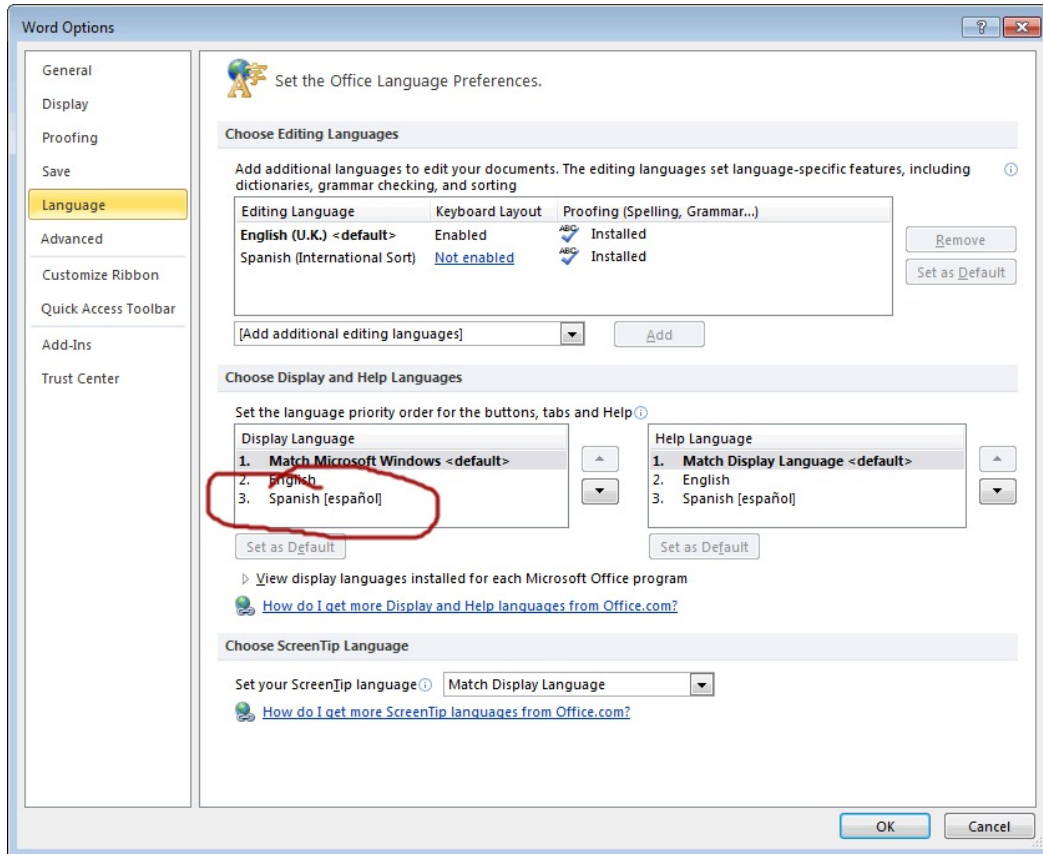 Word Options
General
Display
Proofing
Save
Language
Advanced
Customize Ribbon
Quick Access Toolbar
Add-Ins
Trust Center
Set the Office Language Preferences.
Choose Editing Languages
Add additional languages to edit your documents. The editing languages set language-specific features, including
dictionaries, grammar checking, and sorting
Editing Language Keyboard Layout Proofing (Spelling, Grammar...)
English (U.K.) <default> Enabled ABC Installed
Spanish (International Sort) Not enabled ABC Installed
Remove
Set as Default
[Add additional editing languages] Add
Choose Display and Help Languages
Set the language priority order for the buttons, tabs and Help
Display Language
1. Match Microsoft Windows <default>
2. English
3. Spanish [español]
Set as Default
Help Language
1. Match Display Language <default>
2. English
3. Spanish [español]
Set as Default
View display languages installed for each Microsoft Office program
How do I get more Display and Help languages from Office.com?
Choose ScreenTip Language
Set your ScreenTip language Match Display Language
How do I get more ScreenTip languages from Office.com?
OK Cancel